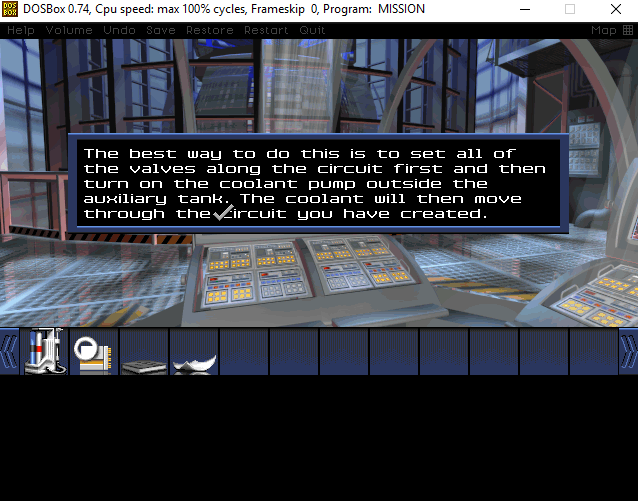 DOSBox 0.74, Cpu speed: max 100% cycles, Frameskip 0, Program: MISSION
Help Volume Undo Save Restore Restart Quit Map
The best way to do this is to set all of
the valves along the circuit first and then
turn on the coolant pump outside the
auxiliary tank. The coolant will then move
through the circuit you have created.